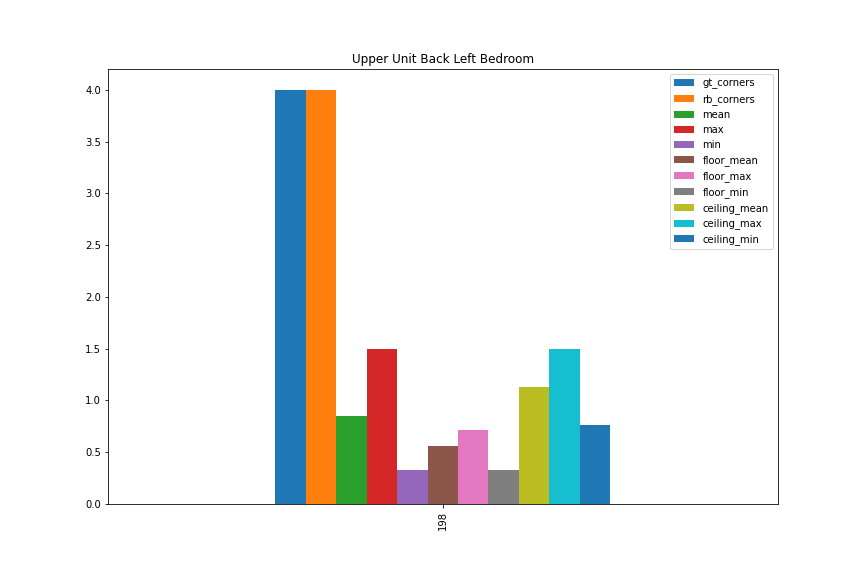 Upper Unit Back Left Bedroom
4.0
3.5
3.0
2.5
2.0
1.5
1.0
0.5
0.0
198
gt_corners
rb_corners
mean
max
min
floor_mean
floor_max
floor_min
ceiling_mean
ceiling_max
ceiling_min